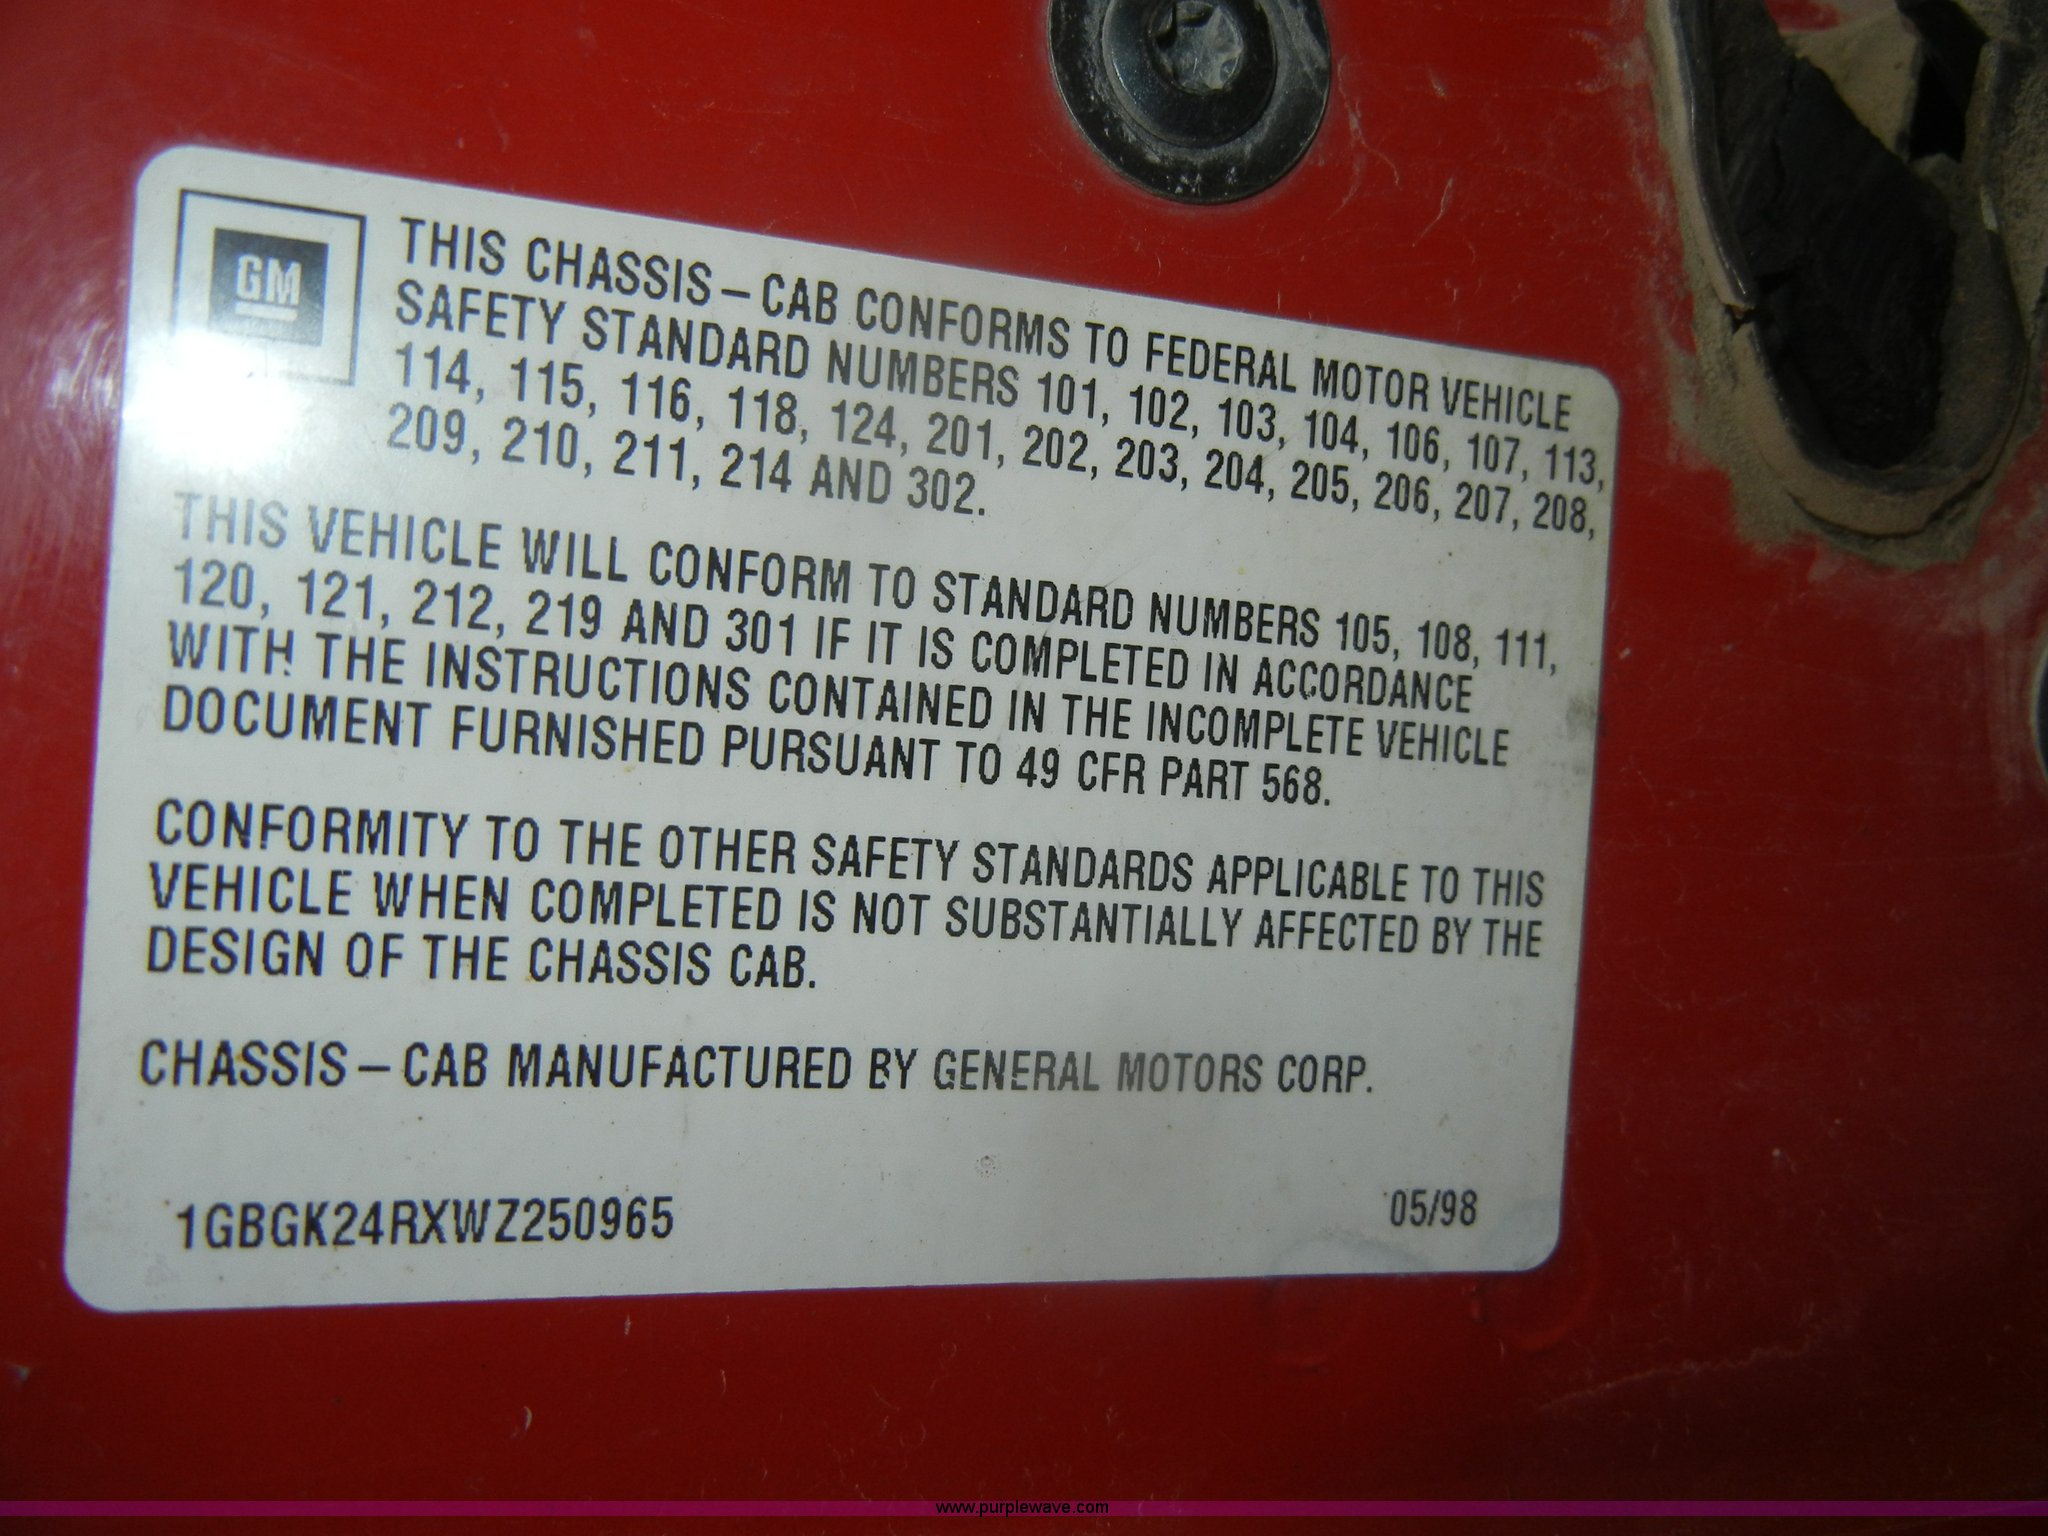 GM
THIS CHASSIS – CAB CONFORMS TO FEDERAL MOTOR VEHICLE
SAFETY STANDARD NUMBERS 101, 102, 103, 104, 106, 107, 113,
114, 115, 116, 118, 124, 201, 202, 203, 204, 205, 206, 207, 208,
209, 210, 211, 214 AND 302.
THIS VEHICLE WILL CONFORM TO STANDARD NUMBERS 105, 108, 111,
120, 121, 212, 219 AND 301 IF IT IS COMPLETED IN ACCORDANCE
WITH THE INSTRUCTIONS CONTAINED IN THE INCOMPLETE VEHICLE
DOCUMENT FURNISHED PURSUANT TO 49 CFR PART 568.
CONFORMITY TO THE OTHER SAFETY STANDARDS APPLICABLE TO THIS
VEHICLE WHEN COMPLETED IS NOT SUBSTANTIALLY AFFECTED BY THE
DESIGN OF THE CHASSIS CAB.
CHASSIS – CAB MANUFACTURED BY GENERAL MOTORS CORP.
1GBGK24RXWZ250965 05/98
www.purplewave.com